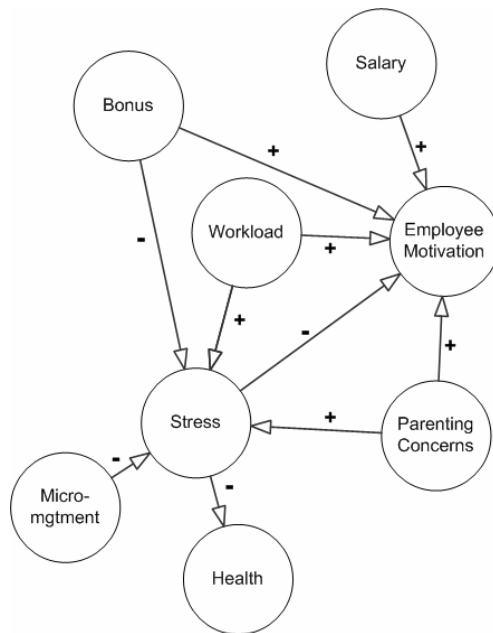 Salary
Bonus
+
+
Workload
+
Employee
Motivation
-
+
-
+
Stress
+
Parenting
Concerns
-
-
Micro-
mgtment
Health